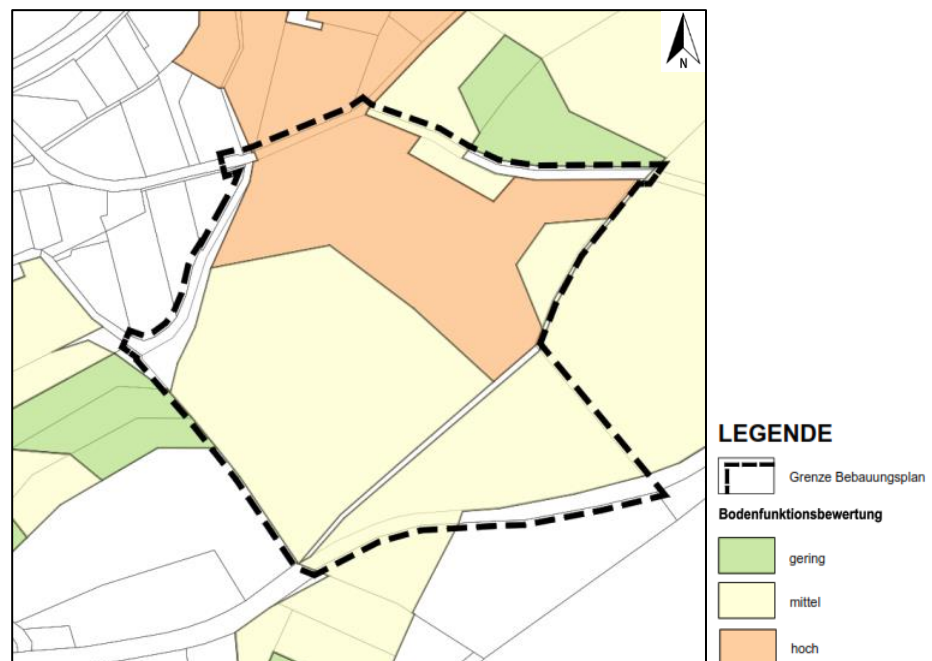 N
LEGENDE
Grenze Bebauungsplan
Bodenfunktionsbewertung
gering
mittel
hoch